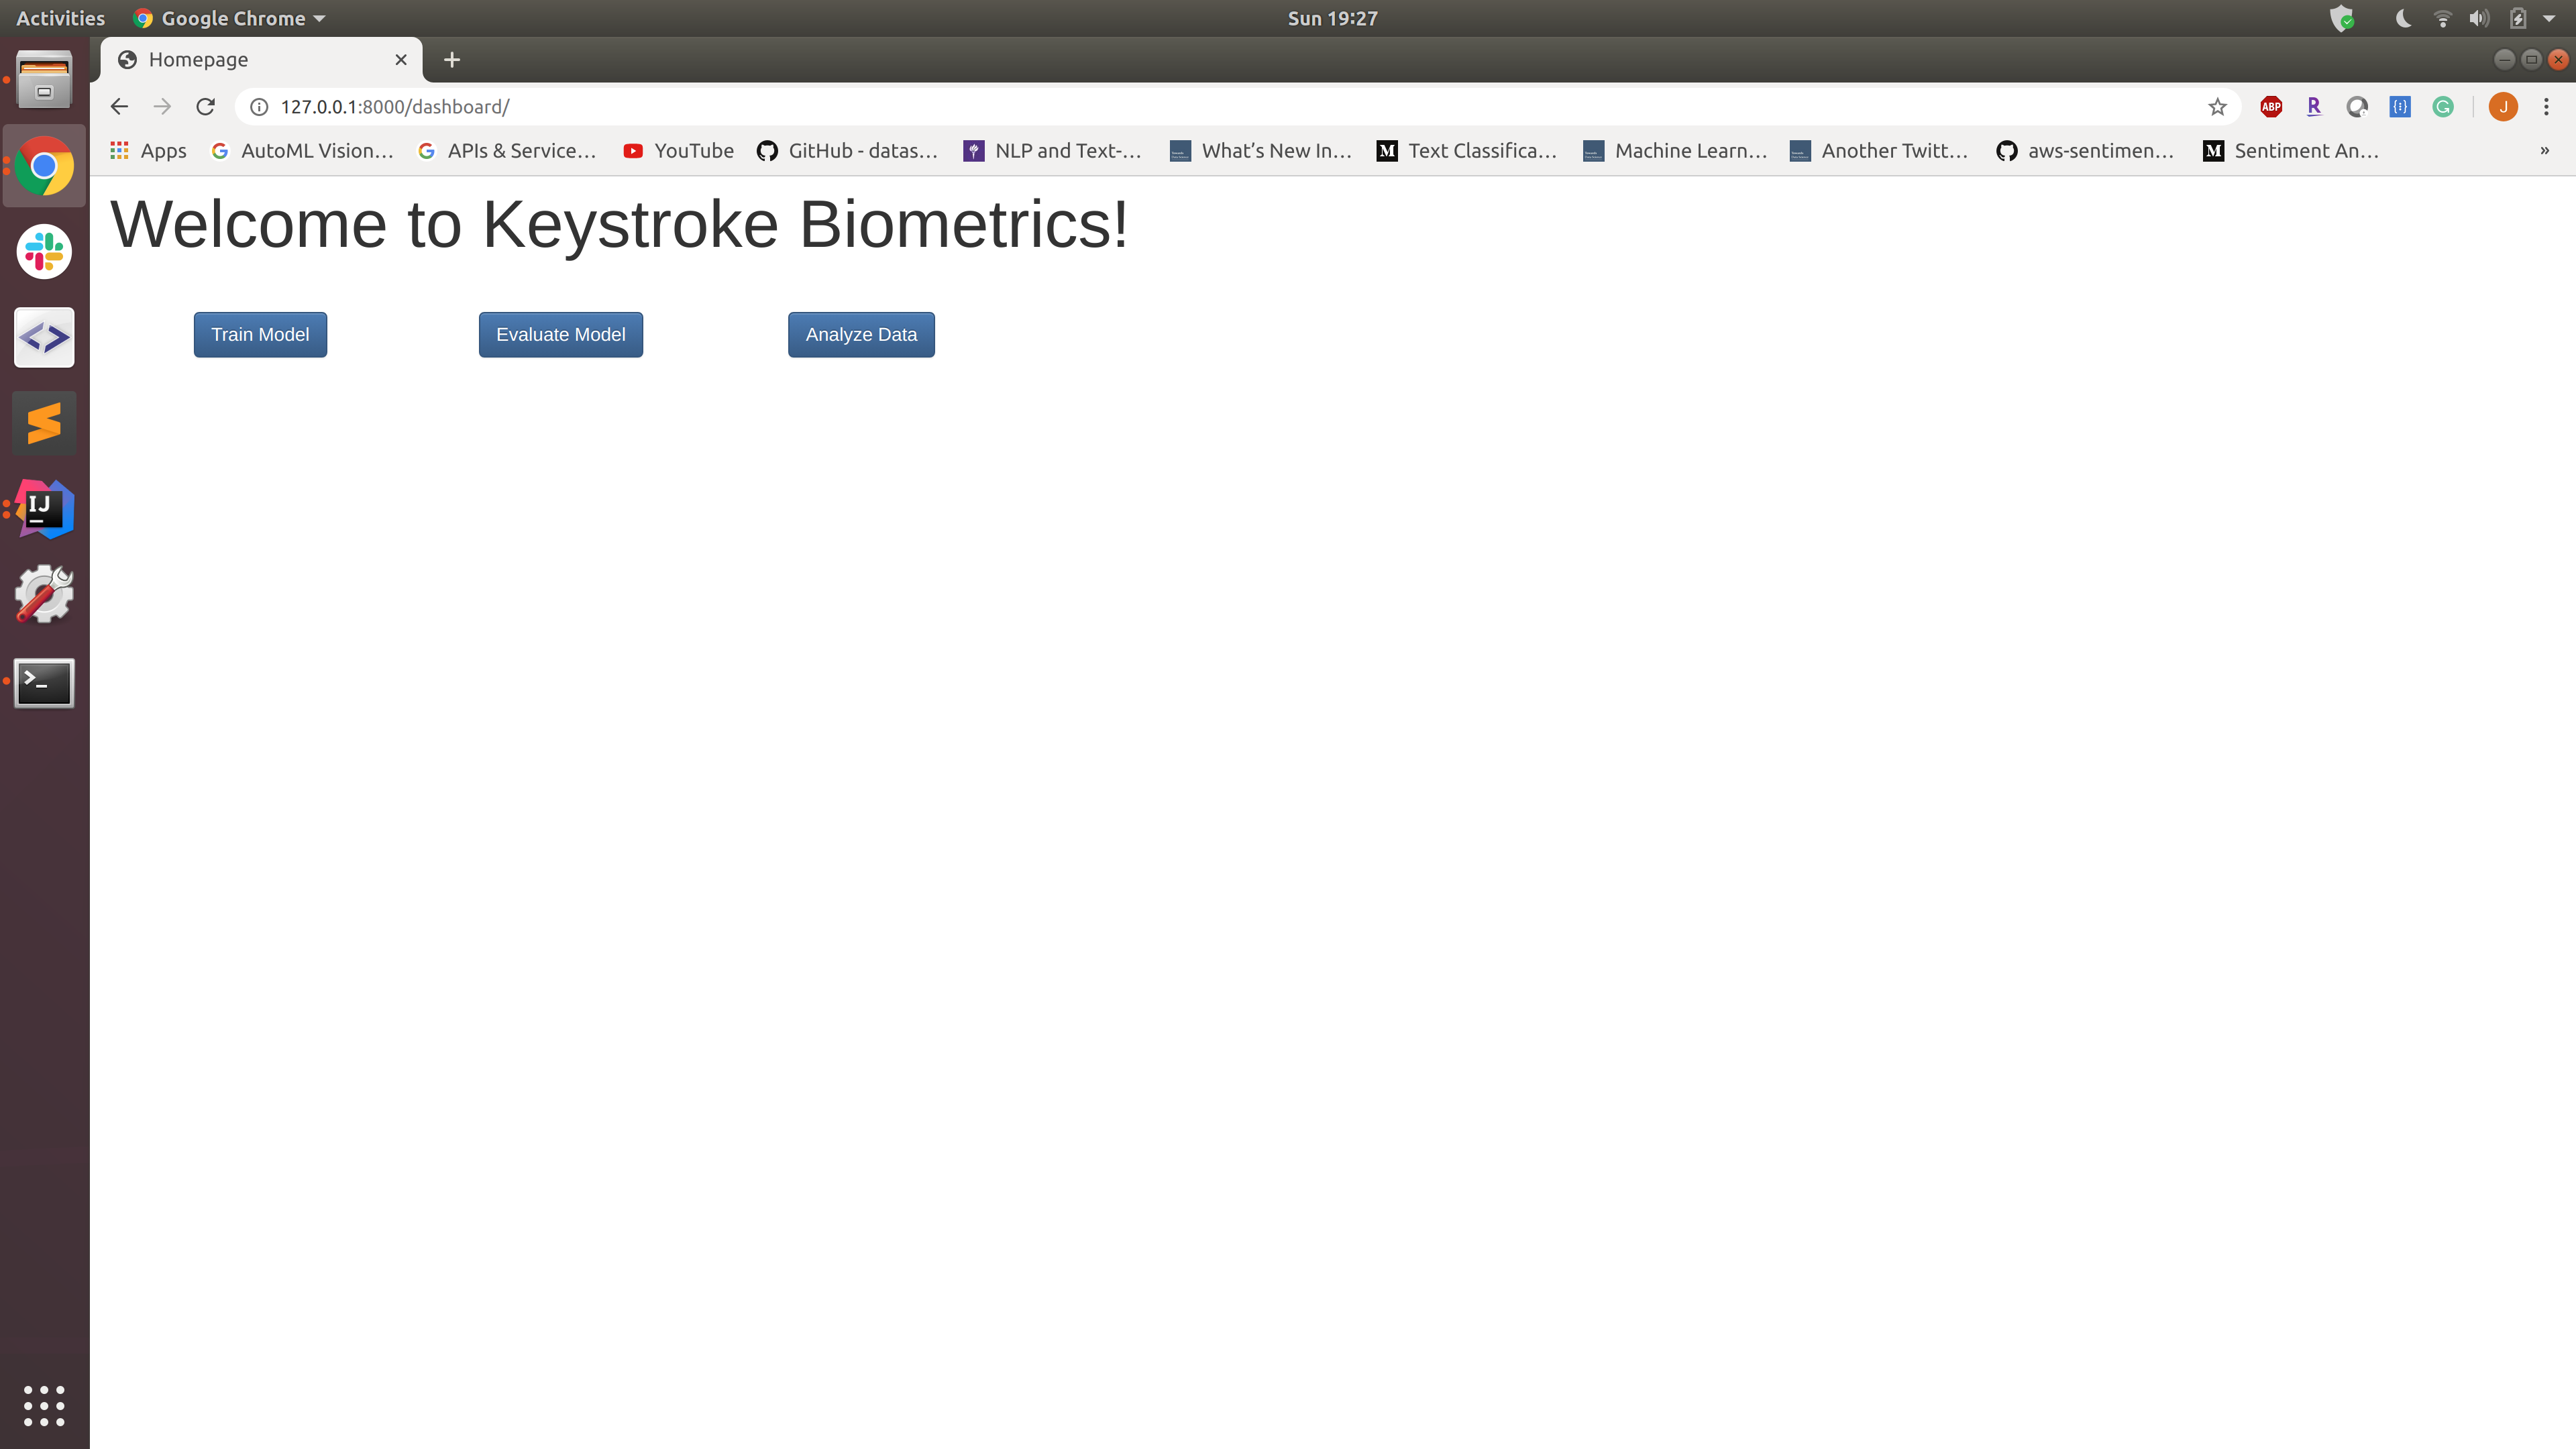 Activities Google Chrome Sun 19:27
Homepage
127.0.0.1:8000/dashboard/ ABP R J
Apps AutoML Vision… APIs & Service… YouTube GitHub - datas… NLP and Text-… What’s New In… M Text Classifica… Machine Learn… Another Twitt… aws-sentimen… M Sentiment An… »
Welcome to Keystroke Biometrics!
Train Model Evaluate Model Analyze Data
IJ
>_